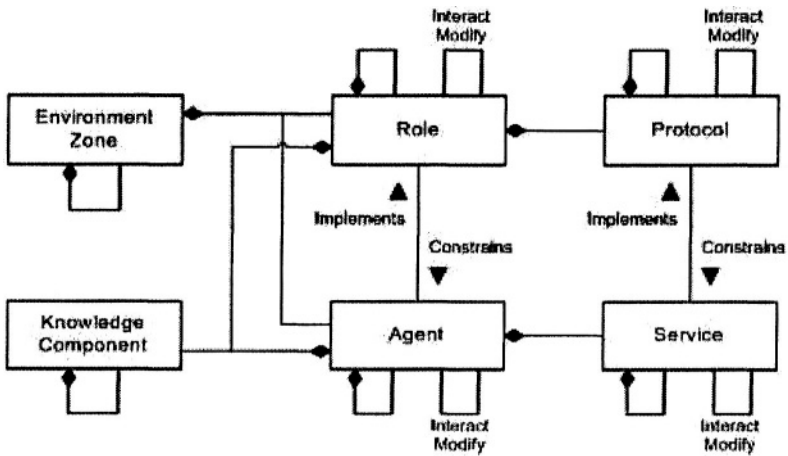 Interact
Modify
Interact
Modify
Environment
Zone
Role
Protocol
Implements
Constrains
Implements
Constrains
Knowledge
Component
Agent
Service
Interact
Modify
Interact
Modify